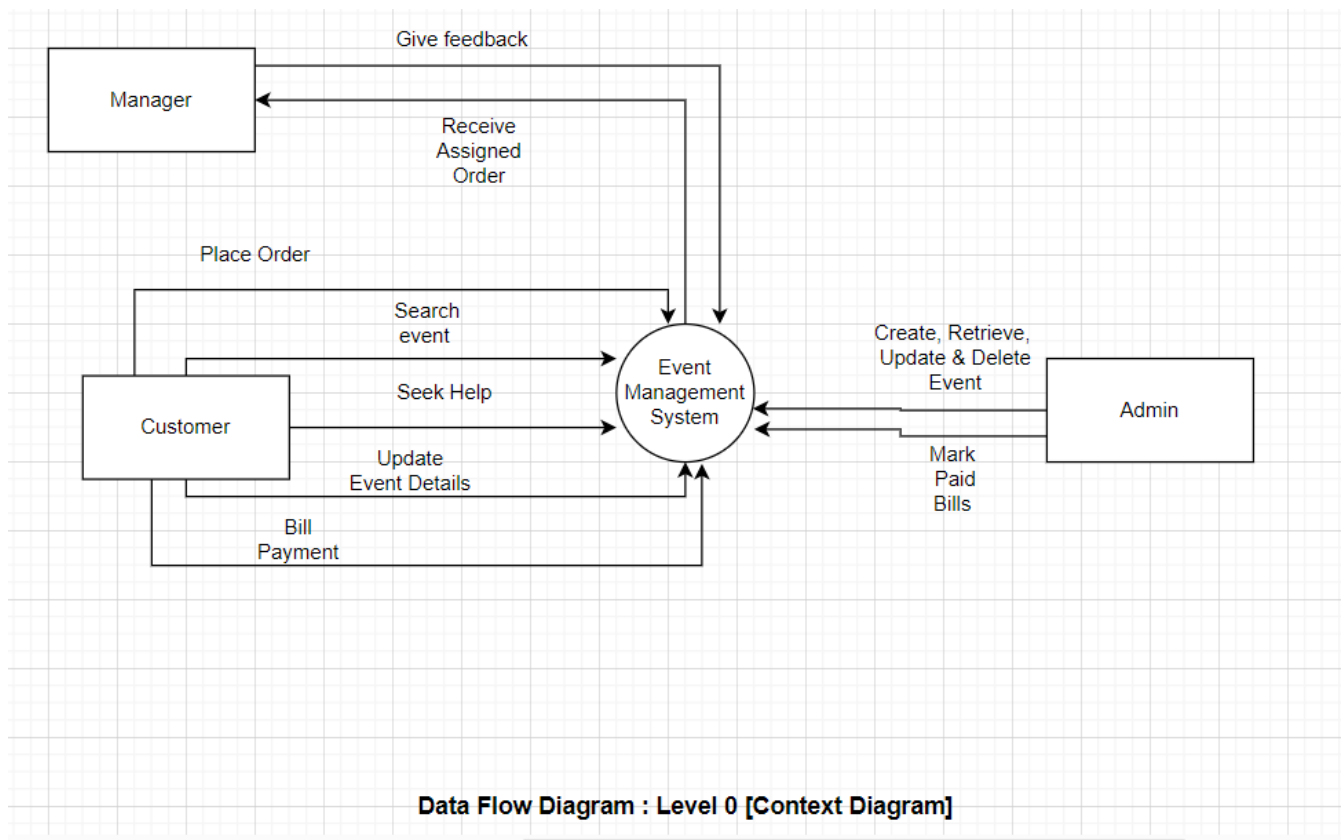 Give feedback
Manager
Receive
Assigned
Order
Place Order
Search
event
Seek Help
Customer
Update
Event Details
Bill
Payment
Event
Management
System
Create, Retrieve,
Update & Delete
Event
Admin
Mark
Paid
Bills
Data Flow Diagram : Level 0 [Context Diagram]